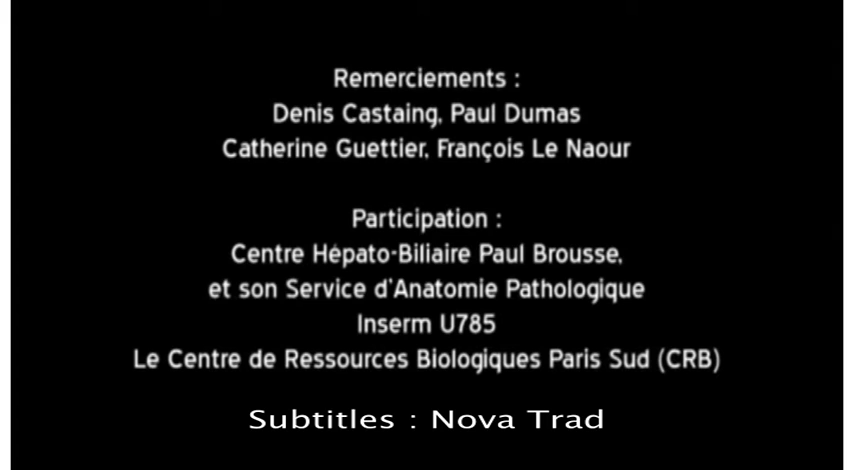 Remerciements :
Denis Castaing, Paul Dumas
Catherine Guettier, François Le Naour
Participation :
Centre Hépato-Biliaire Paul Brousse,
et son Service d'Anatomie Pathologique
Inserm U785
Le Centre de Ressources Biologiques Paris Sud (CRB)
Subtitles : Nova Trad